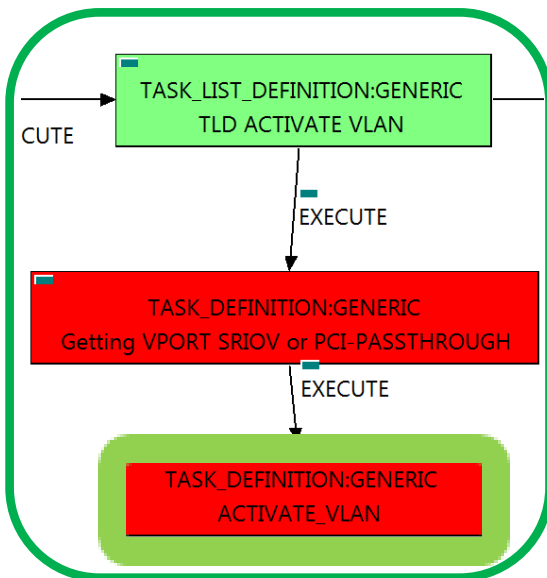 TASK_LIST_DEFINITION:GENERIC
TLD ACTIVATE VLAN
CUTE
EXECUTE
TASK_DEFINITION:GENERIC
Getting VPORT SRIOV or PCI-PASSTHROUGH
EXECUTE
TASK_DEFINITION:GENERIC
ACTIVATE_VLAN